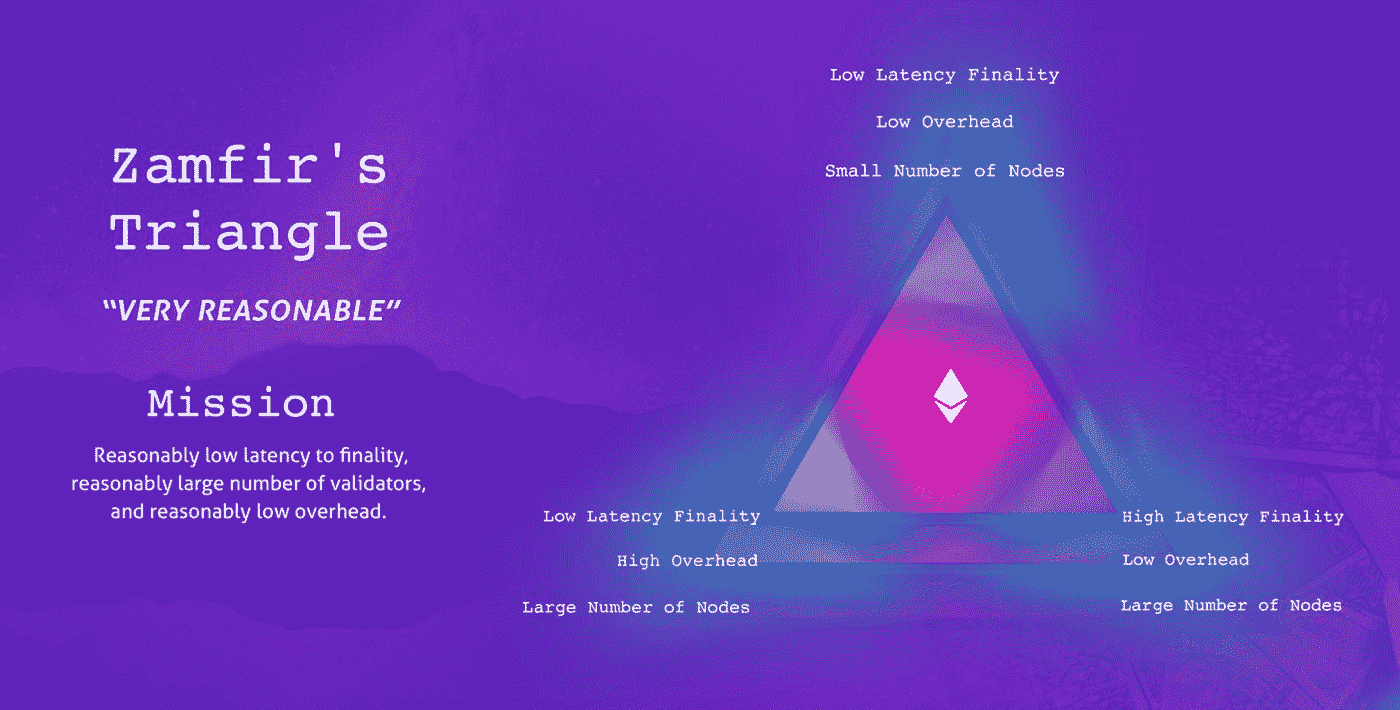 Zamfir's
Triangle
“VERY REASONABLE”
Mission
Reasonably low latency to finality,
reasonably large number of validators,
and reasonably low overhead.
Low Latency Finality
Low Overhead
Small Number of Nodes
Low Latency Finality
High Overhead
Large Number of Nodes
High Latency Finality
Low Overhead
Large Number of Nodes